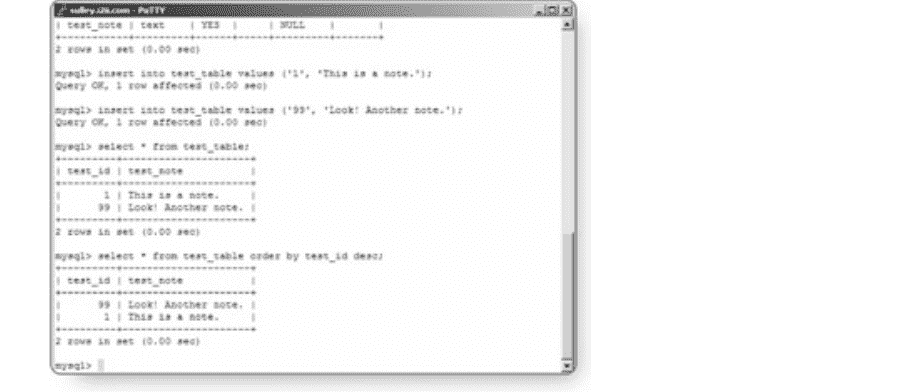 valley.i2k.com - PuTTY
| test_note | text    | YES  |     | NULL    |       |
+-----------+---------+------+-----+---------+-------+
2 rows in set (0.00 sec)
mysql> insert into test_table values ('1', 'This is a note.');
Query OK, 1 row affected (0.00 sec)
mysql> insert into test_table values ('99', 'Look! Another note.');
Query OK, 1 row affected (0.00 sec)
mysql> select * from test_table;
+---------+---------------------+
| test_id | test_note           |
+---------+---------------------+
|       1 | This is a note.     |
|      99 | Look! Another note. |
+---------+---------------------+
2 rows in set (0.00 sec)
mysql> select * from test_table order by test_id desc;
+---------+---------------------+
| test_id | test_note           |
+---------+---------------------+
|      99 | Look! Another note. |
|       1 | This is a note.     |
+---------+---------------------+
2 rows in set (0.00 sec)
mysql>